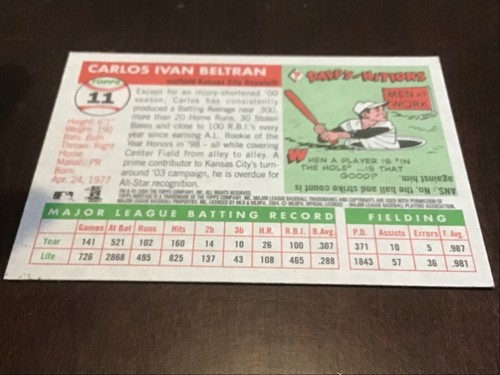 CARLOS IVAN BELTRAN
outfield Kansas City Royals®
TOPPS
11
Height: 6'1"
Weight: 190
Bats: Both
Throws: Right
Home:
Market: PR
Born:
Apr. 24, 1977
Except for an injury-shortened '00
season, Carlos has consistently
produced a Batting Average near .300,
more than 20 Home Runs, 30 Stolen
Bases and close to 100 R.B.I.'s every
year since earning A.L. Rookie of the
Year Honors in '98 - all while covering
Center Field from alley to alley. A
prime contributor to Kansas City's turn-
around '03 campaign, he is overdue for
All-Star recognition.
DAFFY-NITIONS
MEN AT
WORK
WHEN A PLAYER IS "IN
THE HOLE" ...IS THAT
GOOD?
ANS.: No, the ball and strike count is
against him.
MAJOR LEAGUE BATTING RECORD
FIELDING
Games At Bat Runs Hits 2b 3b H.R. R.B.I. B.Avg. P.O. Assists Errors F. Avg.
Year 141 521 102 160 14 10 26 100 .307 371 10 5 .987
Life 726 2868 495 825 137 43 108 465 .288 1843 57 36 .981